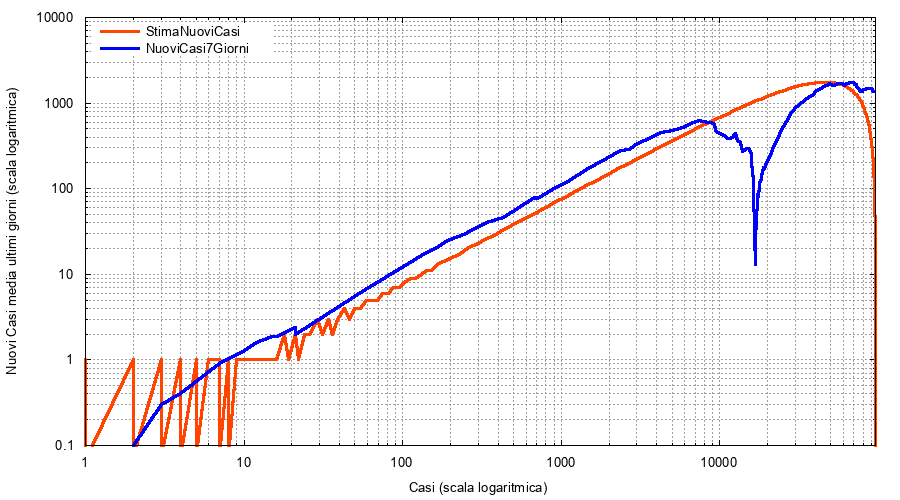 10000
1000
100
10
1
0.1
StimaNuoviCasi
NuoviCasi7Giorni
Nuovi Casi media ultimi giorni (scala logaritmica)
1 10 100 1000 10000
Casi (scala logaritmica)